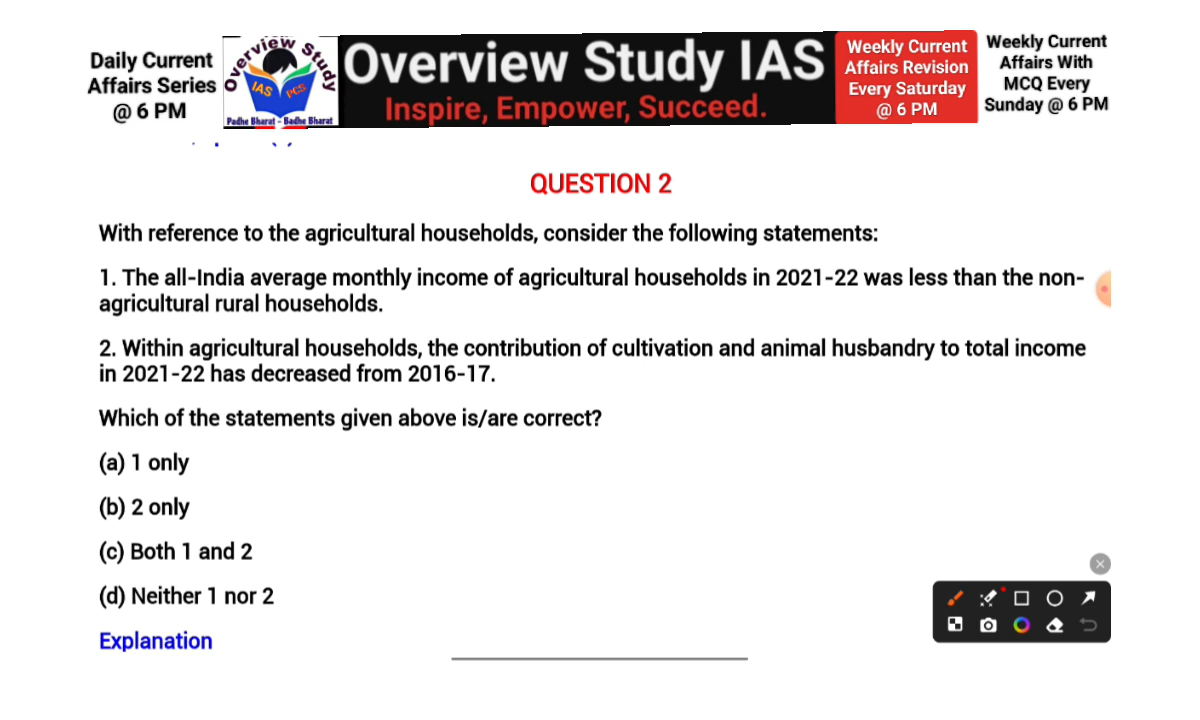 Daily Current
Affairs Series
@ 6 PM
Overview Study
IAS PCS
Padhe Bharat - Badhe Bharat
Overview Study IAS
Inspire, Empower, Succeed.
Weekly Current
Affairs Revision
Every Saturday
@ 6 PM
Weekly Current
Affairs With
MCQ Every
Sunday @ 6 PM
QUESTION 2
With reference to the agricultural households, consider the following statements:
1. The all-India average monthly income of agricultural households in 2021-22 was less than the non-
agricultural rural households.
2. Within agricultural households, the contribution of cultivation and animal husbandry to total income
in 2021-22 has decreased from 2016-17.
Which of the statements given above is/are correct?
(a) 1 only
(b) 2 only
(c) Both 1 and 2
(d) Neither 1 nor 2
Explanation